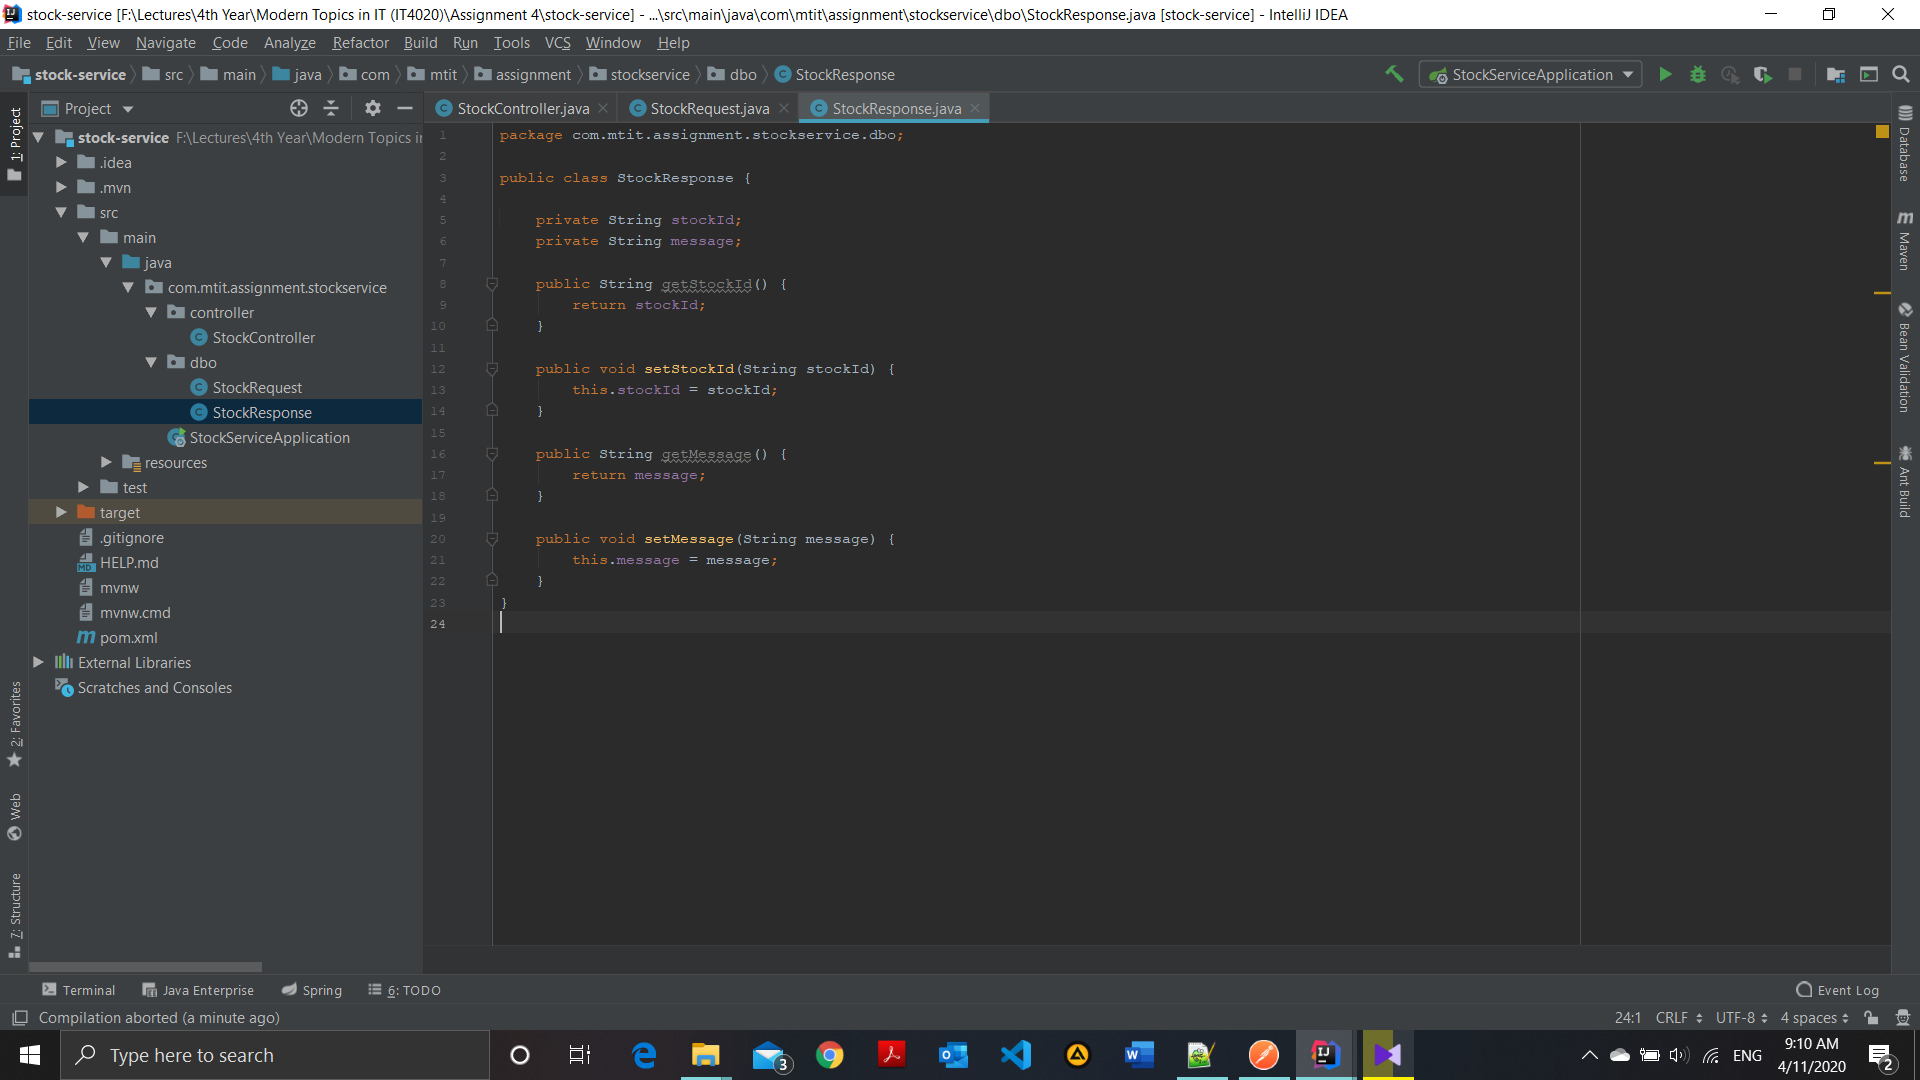 stock-service [F:\Lectures\4th Year\Modern Topics in IT (IT4020)\Assignment 4\stock-service] - ...\src\main\java\com\mtit\assignment\stockservice\dbo\StockResponse.java [stock-service] - IntelliJ IDEA
File Edit View Navigate Code Analyze Refactor Build Run Tools VCS Window Help
stock-service src main java com mtit assignment stockservice dbo StockResponse
StockServiceApplication
Project
StockController.java StockRequest.java StockResponse.java
1: Project
2: Favorites
Web
7: Structure
stock-service F:\Lectures\4th Year\Modern Topics i
.idea
.mvn
src
main
java
com.mtit.assignment.stockservice
controller
StockController
dbo
StockRequest
StockResponse
StockServiceApplication
resources
test
target
.gitignore
HELP.md
mvnw
mvnw.cmd
pom.xml
External Libraries
Scratches and Consoles
1 package com.mtit.assignment.stockservice.dbo;
2
3 public class StockResponse {
4
5 private String stockId;
6 private String message;
7
8 public String getStockId() {
9 return stockId;
10 }
11
12 public void setStockId(String stockId) {
13 this.stockId = stockId;
14 }
15
16 public String getMessage() {
17 return message;
18 }
19
20 public void setMessage(String message) {
21 this.message = message;
22 }
23 }
24
Database
Maven
Bean Validation
Ant Build
Terminal Java Enterprise Spring 6: TODO Event Log
Compilation aborted (a minute ago) 24:1 CRLF UTF-8 4 spaces
Type here to search
3
ENG
9:10 AM
4/11/2020
2